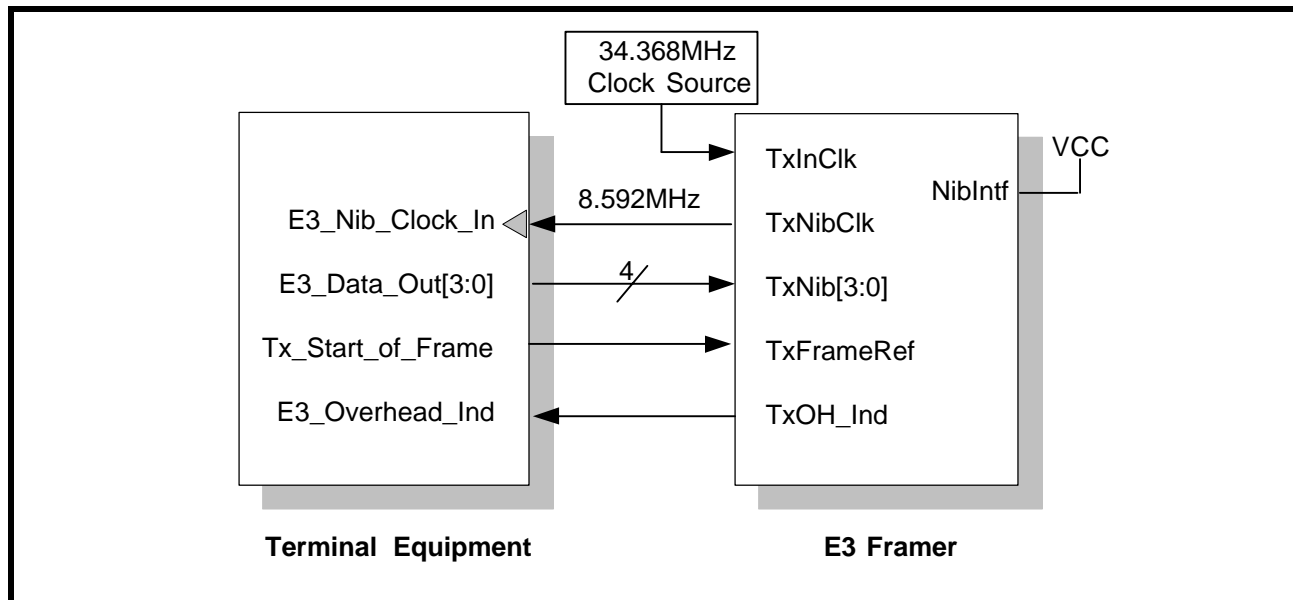 34.368MHz
Clock Source
TxInClk
VCC
NibIntf
8.592MHz
E3_Nib_Clock_In
TxNibClk
E3_Data_Out[3:0]
4
TxNib[3:0]
Tx_Start_of_Frame
TxFrameRef
E3_Overhead_Ind
TxOH_Ind
Terminal Equipment
E3 Framer